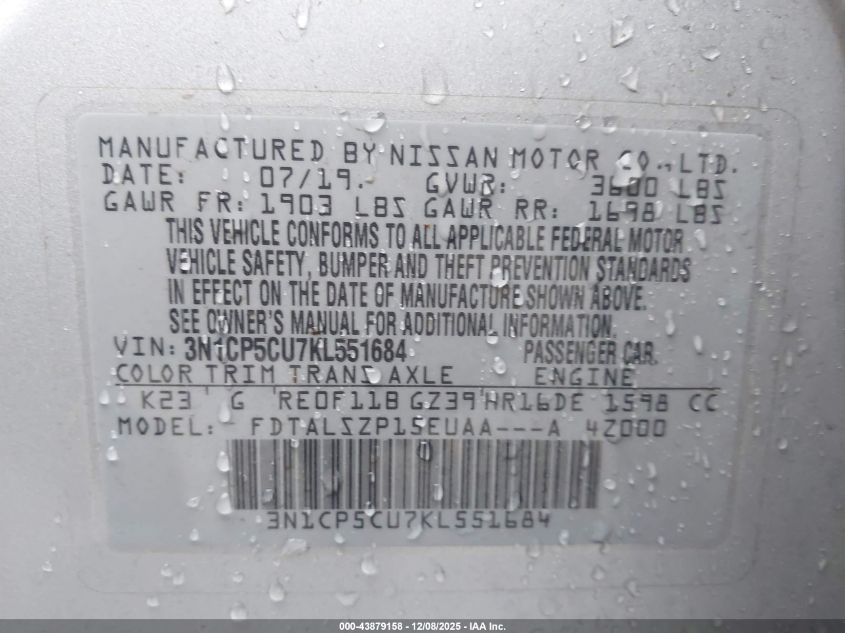 MANUFACTURED BY NISSAN MOTOR CO., LTD.
DATE: 07/19. GVWR: 3600 LBS
GAWR FR: 1903 LBS GAWR RR: 1698 LBS
THIS VEHICLE CONFORMS TO ALL APPLICABLE FEDERAL MOTOR
VEHICLE SAFETY, BUMPER AND THEFT PREVENTION STANDARDS
IN EFFECT ON THE DATE OF MANUFACTURE SHOWN ABOVE.
SEE OWNER'S MANUAL FOR ADDITIONAL INFORMATION.
VIN: 3N1CP5CU7KL551684 PASSENGER CAR.
COLOR TRIM TRANS AXLE ENGINE
K23 G RE0F11B GZ39 HR16DE 1598 CC
MODEL: FDTALSZP15EUAA---A 4Z000
3N1CP5CU7KL551684
000-43879158 - 12/08/2025 - IAA Inc.